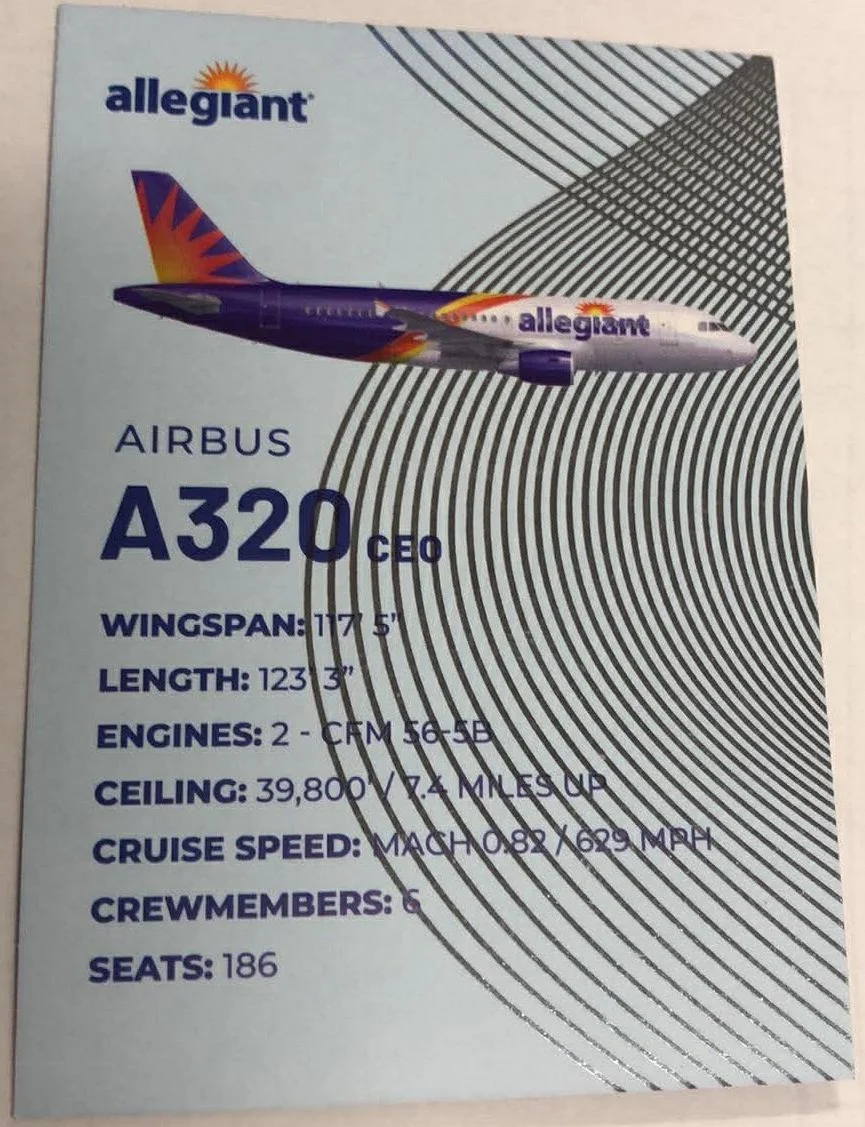 allegiant
allegiant
AIRBUS
A320 CEO
WINGSPAN: 117' 5"
LENGTH: 123' 3"
ENGINES: 2 - CFM 56-5B
CEILING: 39,800' / 7.4 MILES UP
CRUISE SPEED: MACH 0.82 / 629 MPH
CREWMEMBERS: 6
SEATS: 186